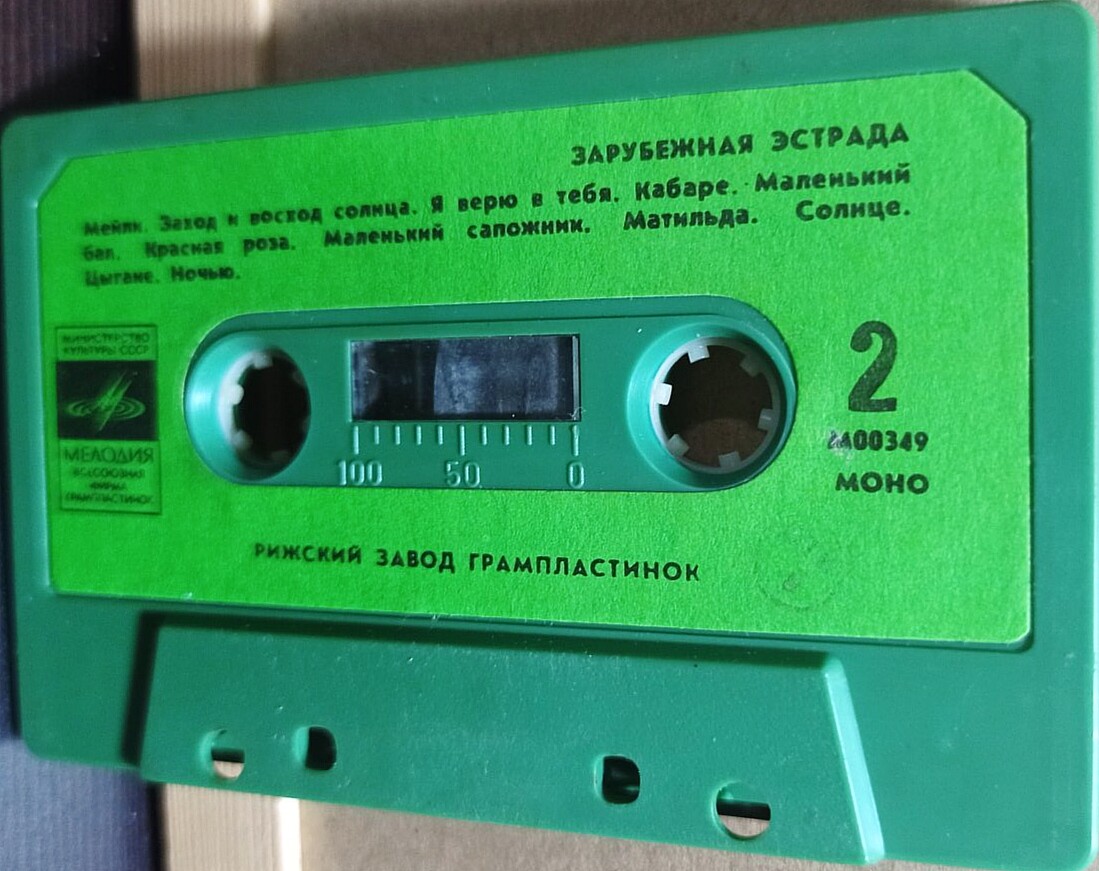 ЗАРУБЕЖНАЯ ЭСТРАДА
Мейли. Заход и восход солнца. Я верю в тебя. Кабаре. Маленький
бал. Красная роза. Маленький сапожник. Матильда. Солнце.
Цыгане. Ночью.
МИНИСТЕРСТВО
КУЛЬТУРЫ СССР
МЕЛОДИЯ
ВСЕСОЮЗНАЯ
ФИРМА
ГРАМПЛАСТИНОК
2
М00349
МОНО
100 50 0
РИЖСКИЙ ЗАВОД ГРАМПЛАСТИНОК